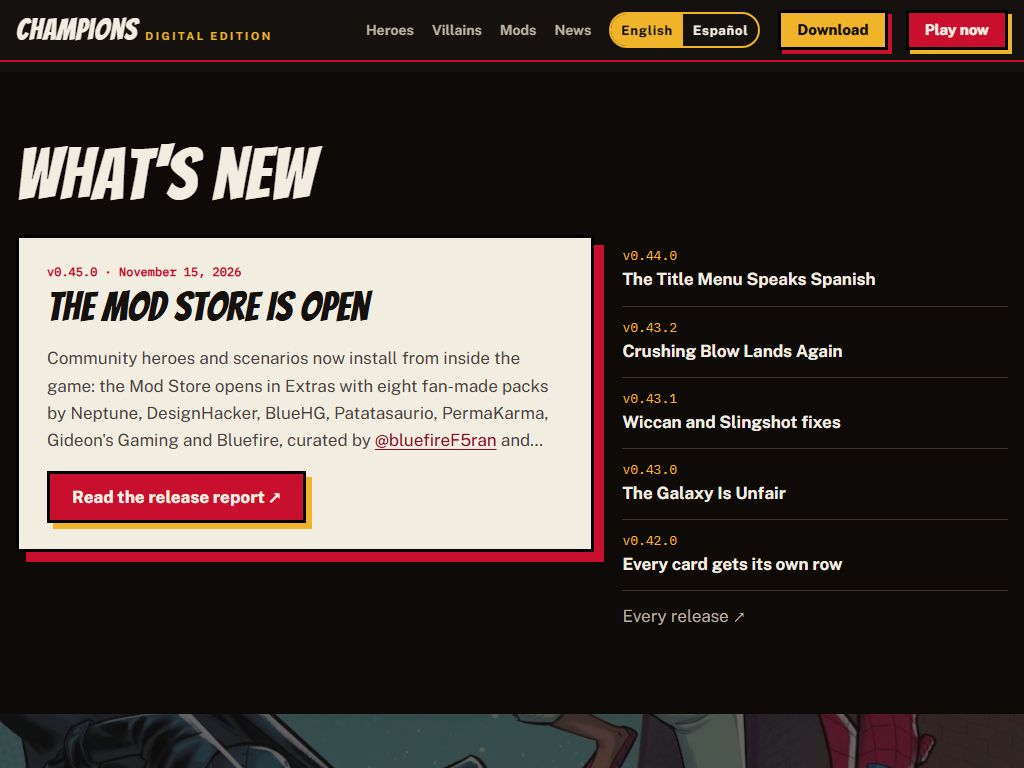 CHAMPIONS DIGITAL EDITION
Heroes Villains Mods News English Español Download Play now
WHAT'S NEW
v0.45.0 · November 15, 2026
THE MOD STORE IS OPEN
Community heroes and scenarios now install from inside the
game: the Mod Store opens in Extras with eight fan-made packs
by Neptune, DesignHacker, BlueHG, Patatasaurio, PermaKarma,
Gideon's Gaming and Bluefire, curated by @bluefireF5ran and...
Read the release report ↗
v0.44.0
The Title Menu Speaks Spanish
v0.43.2
Crushing Blow Lands Again
v0.43.1
Wiccan and Slingshot fixes
v0.43.0
The Galaxy Is Unfair
v0.42.0
Every card gets its own row
Every release ↗